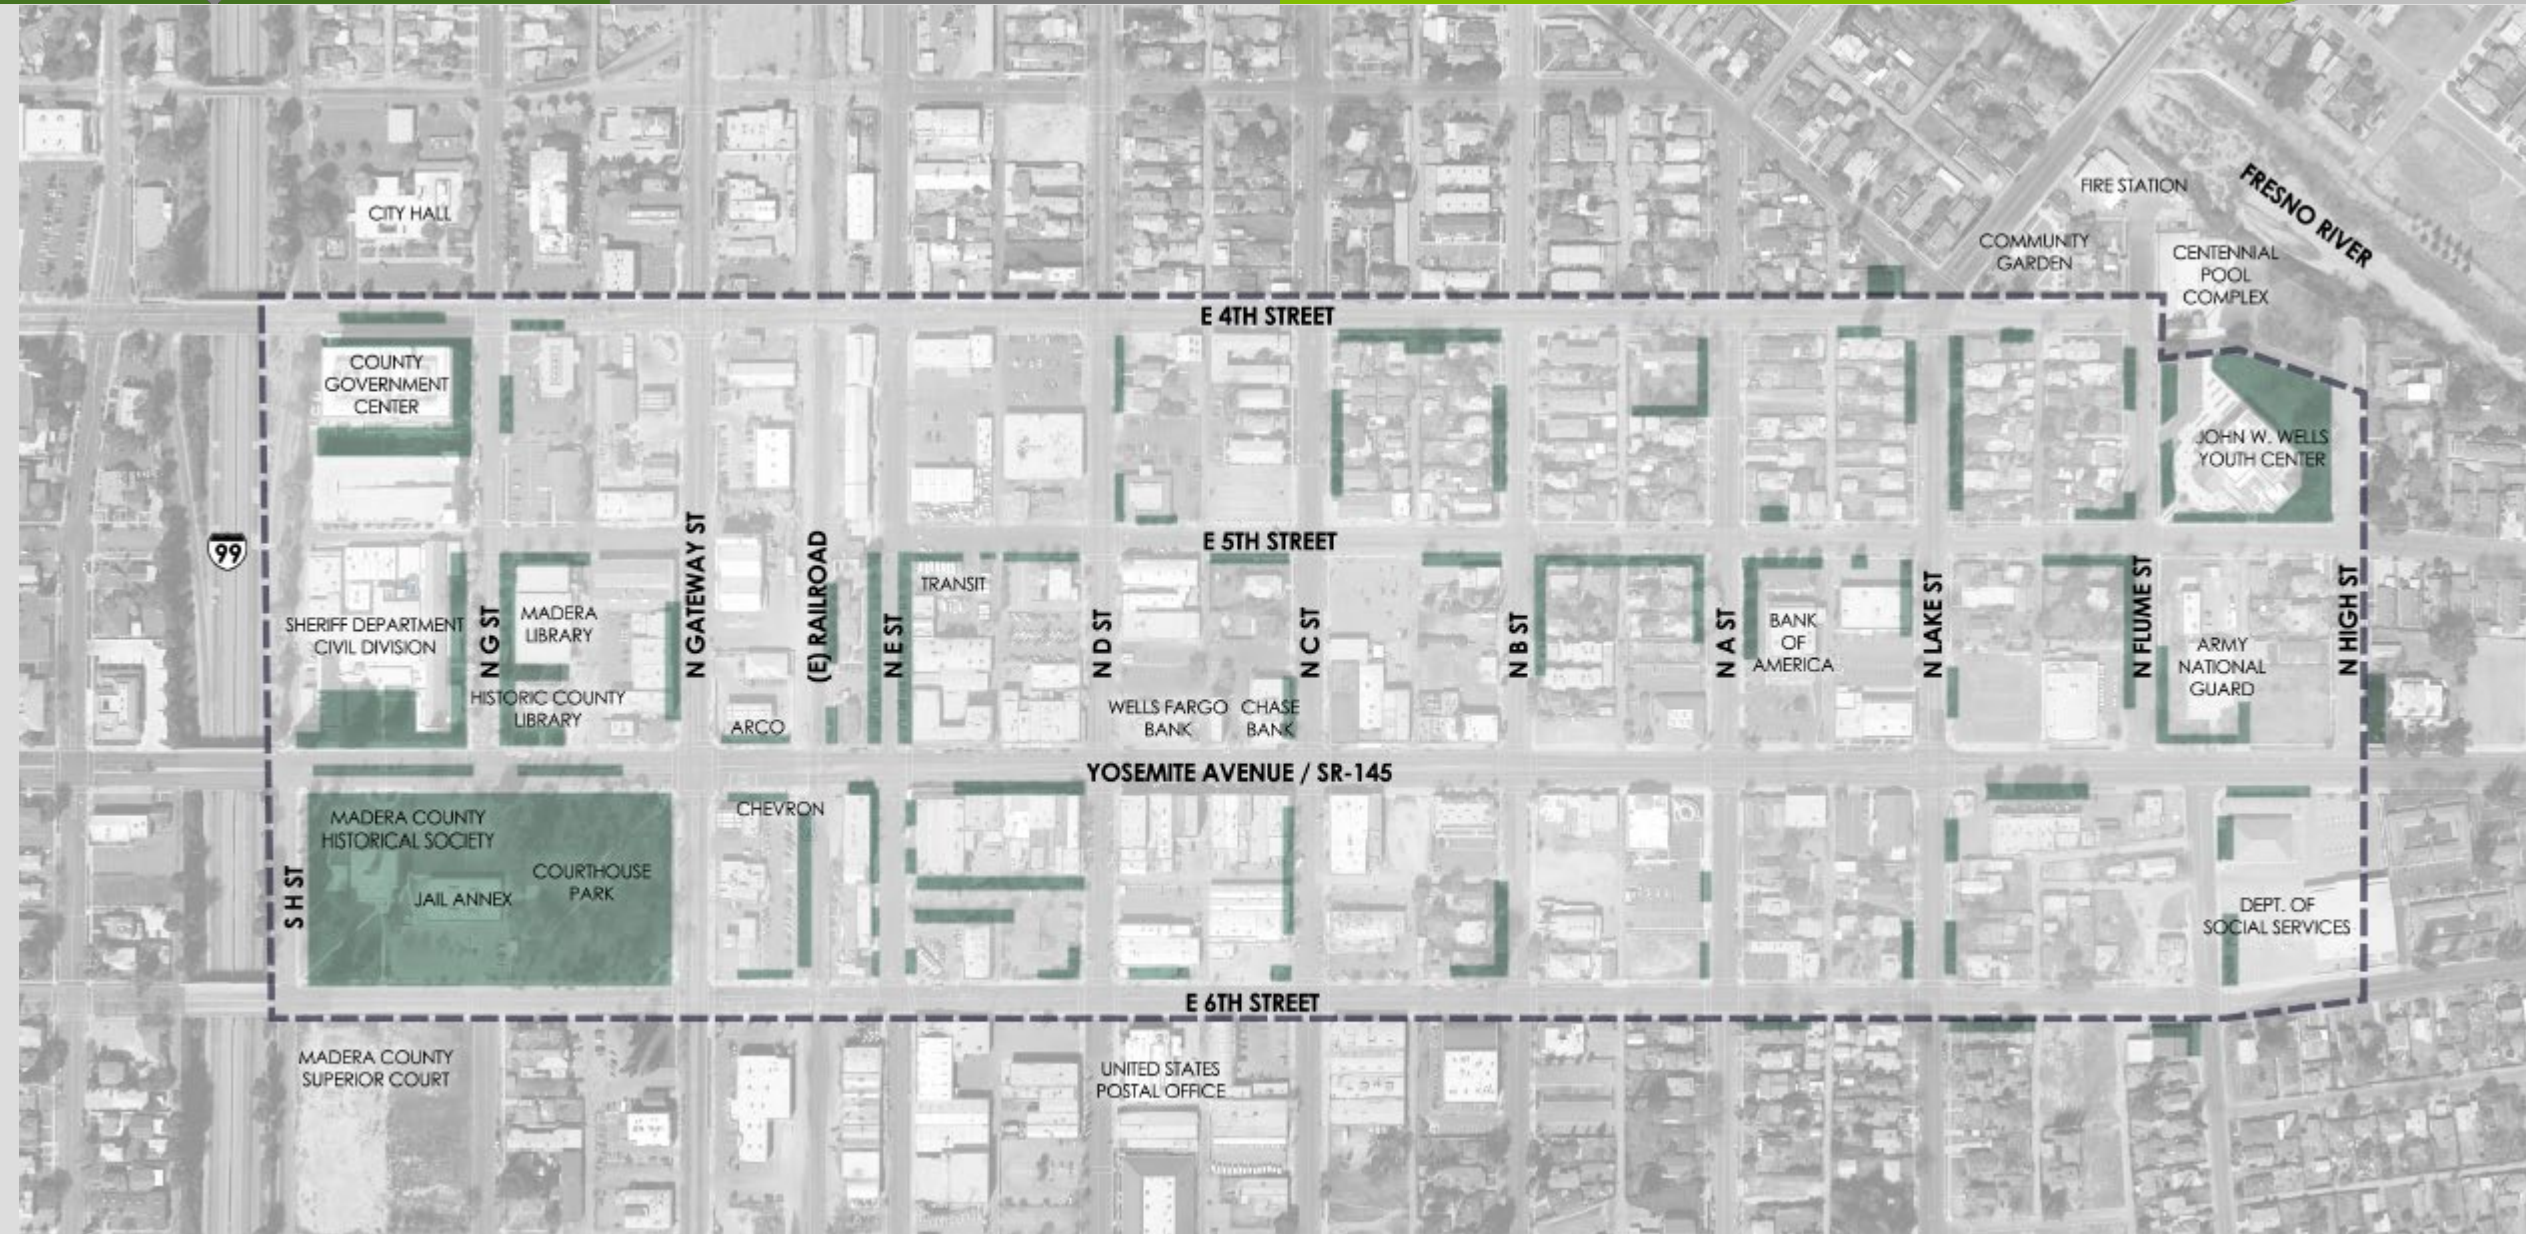 FIRE STATION
FRESNO RIVER
CITY HALL
COMMUNITY
GARDEN
CENTENNIAL
POOL
COMPLEX
E 4TH STREET
COUNTY
GOVERNMENT
CENTER
JOHN W. WELLS
YOUTH CENTER
99
E 5TH STREET
N GATEWAY ST
(E) RAILROAD
TRANSIT
SHERIFF DEPARTMENT
CIVIL DIVISION
N G ST
MADERA
LIBRARY
N E ST
N D ST
N C ST
N B ST
N A ST
BANK
OF
AMERICA
N LAKE ST
N FLUME ST
ARMY
NATIONAL
GUARD
N HIGH ST
HISTORIC COUNTY
LIBRARY
ARCO
WELLS FARGO
BANK
CHASE
BANK
YOSEMITE AVENUE / SR-145
MADERA COUNTY
HISTORICAL SOCIETY
CHEVRON
S H ST
JAIL ANNEX
COURTHOUSE
PARK
DEPT. OF
SOCIAL SERVICES
E 6TH STREET
MADERA COUNTY
SUPERIOR COURT
UNITED STATES
POSTAL OFFICE